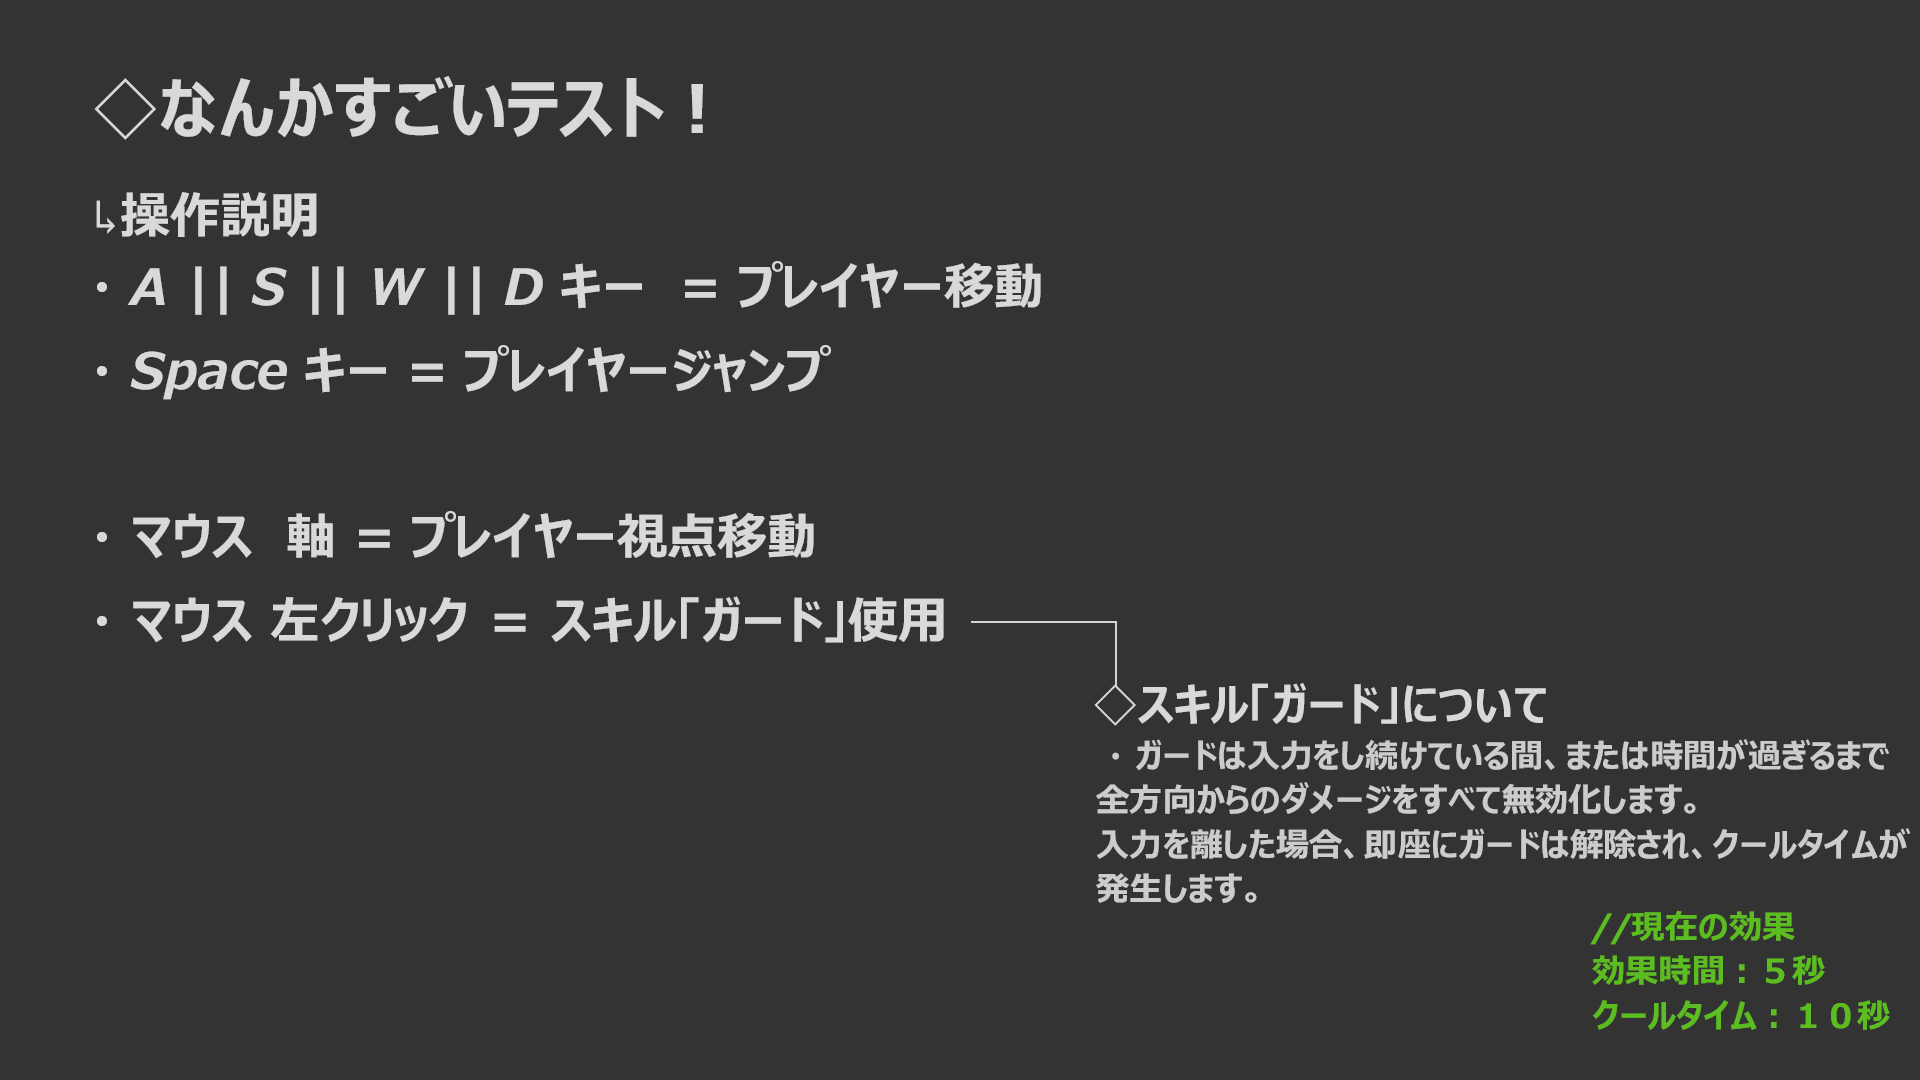 ◇なんかすごいテスト！
↳操作説明
・A || S || W || D キー = プレイヤー移動
・Space キー = プレイヤージャンプ
・マウス 軸 = プレイヤー視点移動
・マウス 左クリック = スキル「ガード」使用
◇スキル「ガード」について
・ガードは入力をし続けている間、または時間が過ぎるまで
全方向からのダメージをすべて無効化します。
入力を離した場合、即座にガードは解除され、クールタイムが
発生します。
//現在の効果
効果時間：５秒
クールタイム：１０秒